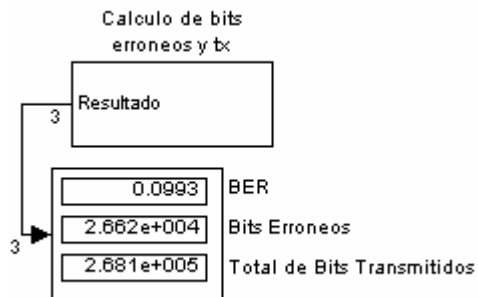 Calculo de bits
erroneos y tx
Resultado
3
0.0993 BER
2.662e+004 Bits Erroneos
3
2.681e+005 Total de Bits Transmitidos